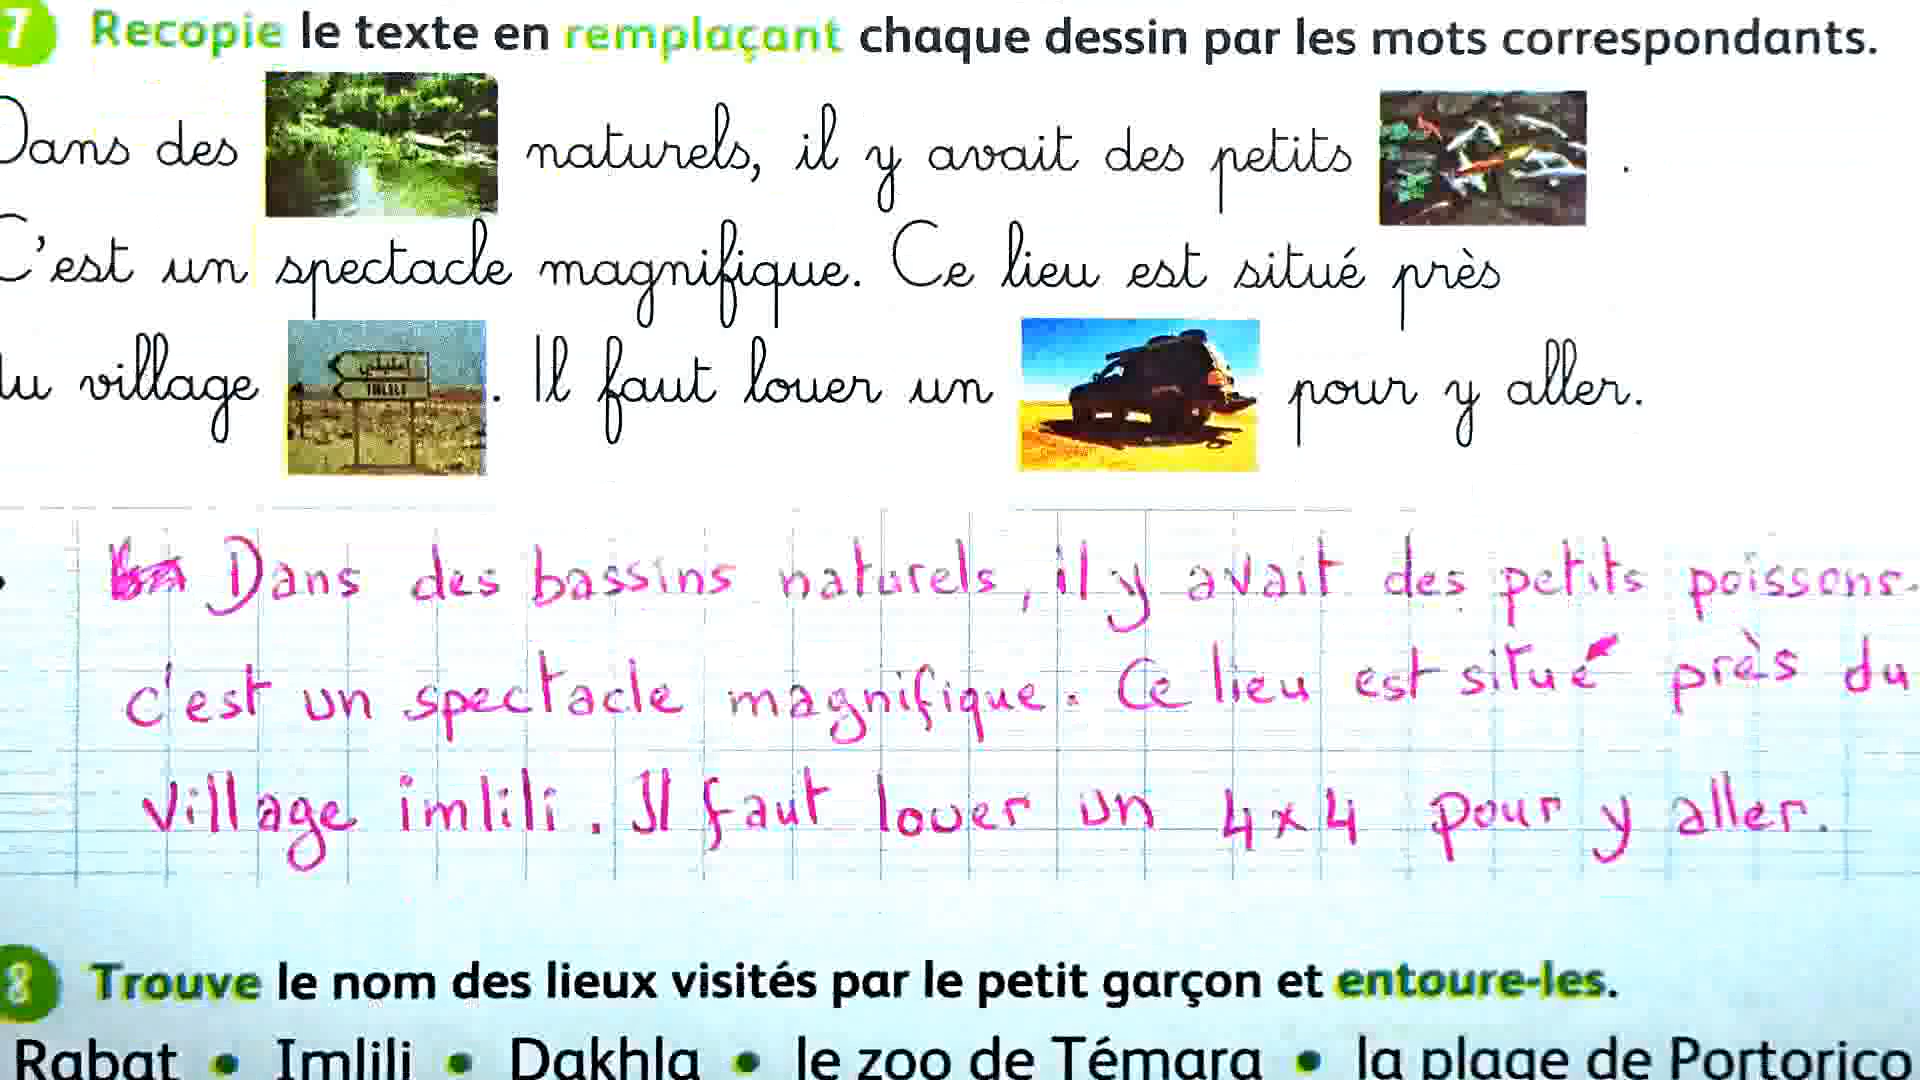 7 Recopie le texte en remplaçant chaque dessin par les mots correspondants.
Dans des naturels, il y avait des petits .
C'est un spectacle magnifique. Ce lieu est situé près
du village إمليلي IMLILI . Il faut louer un pour y aller.
Dans des bassins naturels, il y avait des petits poissons.
c'est un spectacle magnifique. Ce lieu est situé près du
village imlili. Il faut louer un 4x4 pour y aller.
8 Trouve le nom des lieux visités par le petit garçon et entoure-les.
Rabat • Imlili • Dakhla • le zoo de Témara • la plage de Portorico